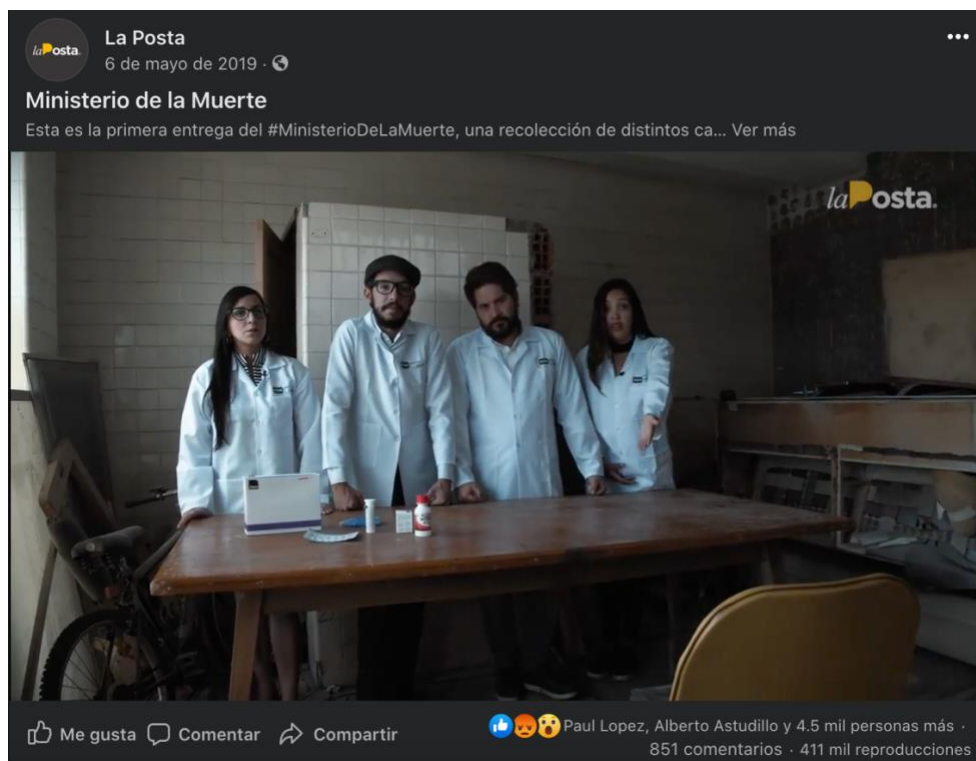 laPosta.
La Posta
6 de mayo de 2019 ·
Ministerio de la Muerte
Esta es la primera entrega del #MinisterioDeLaMuerte, una recolección de distintos ca... Ver más
laPosta.
Me gusta Comentar Compartir
Paul Lopez, Alberto Astudillo y 4.5 mil personas más ·
851 comentarios · 411 mil reproducciones